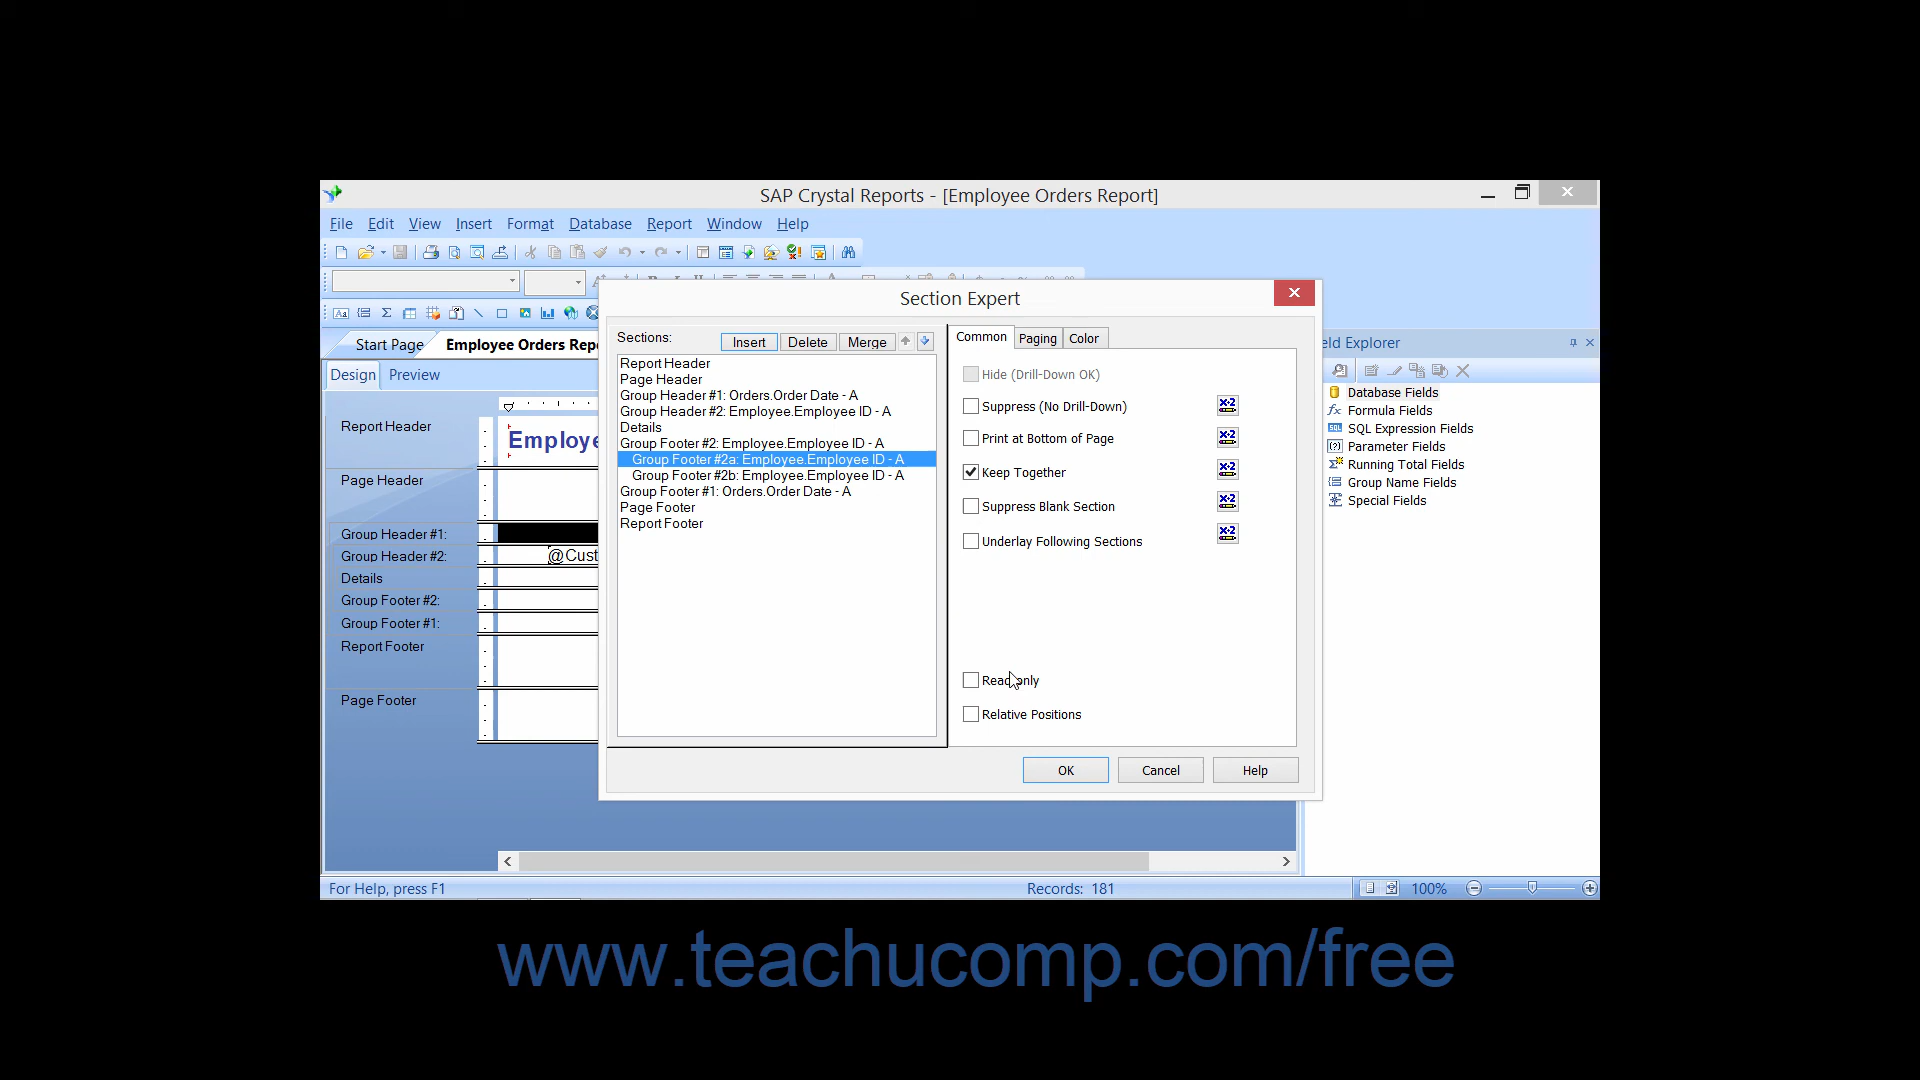 SAP Crystal Reports - [Employee Orders Report]
File Edit View Insert Format Database Report Window Help
Start Page
Employee Orders Repo
Design Preview
Report Header
Employe
Page Header
Group Header #1:
Group Header #2:
@Cust
Details
Group Footer #2:
Group Footer #1:
Report Footer
Page Footer
Section Expert
Sections:
Insert Delete Merge
Report Header
Page Header
Group Header #1: Orders.Order Date - A
Group Header #2: Employee.Employee ID - A
Details
Group Footer #2: Employee.Employee ID - A
Group Footer #2a: Employee.Employee ID - A
Group Footer #2b: Employee.Employee ID - A
Group Footer #1: Orders.Order Date - A
Page Footer
Report Footer
Common Paging Color
Hide (Drill-Down OK)
Suppress (No Drill-Down)
Print at Bottom of Page
Keep Together
Suppress Blank Section
Underlay Following Sections
Read-only
Relative Positions
OK Cancel Help
eld Explorer
Database Fields
Formula Fields
SQL Expression Fields
Parameter Fields
Running Total Fields
Group Name Fields
Special Fields
For Help, press F1
Records: 181
100%
www.teachucomp.com/free